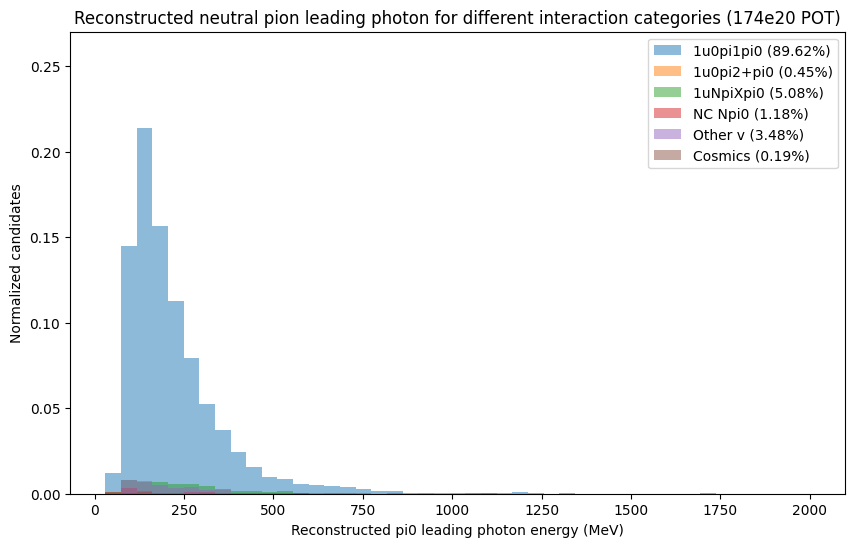 Reconstructed neutral pion leading photon for different interaction categories (174e20 POT)
1u0pi1pi0 (89.62%)
1u0pi2+pi0 (0.45%)
1uNpiXpi0 (5.08%)
NC Npi0 (1.18%)
Other v (3.48%)
Cosmics (0.19%)
Normalized candidates
0.25
0.20
0.15
0.10
0.05
0.00
0 250 500 750 1000 1250 1500 1750 2000
Reconstructed pi0 leading photon energy (MeV)